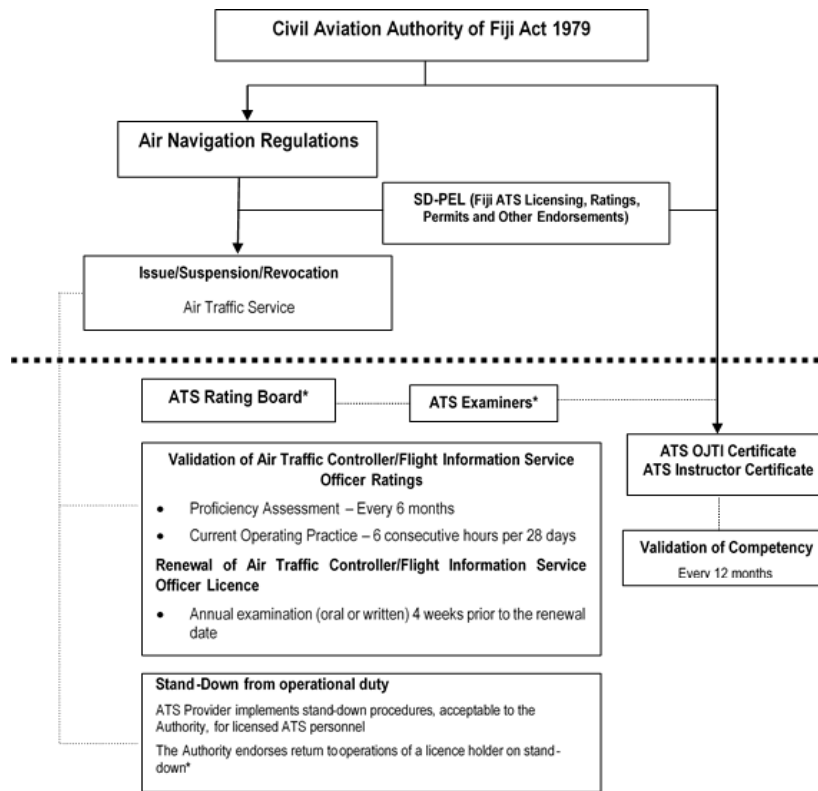 Civil Aviation Authority of Fiji Act 1979
Air Navigation Regulations
SD-PEL (Fiji ATS Licensing, Ratings,
Permits and Other Endorsements)
Issue/Suspension/Revocation
Air Traffic Service
ATS Rating Board*
ATS Examiners*
ATS OJTI Certificate
ATS Instructor Certificate
Validation of Air Traffic Controller/Flight Information Service
Officer Ratings
• Proficiency Assessment – Every 6 months
• Current Operating Practice – 6 consecutive hours per 28 days
Renewal of Air Traffic Controller/Flight Information Service
Officer Licence
• Annual examination (oral or written) 4 weeks prior to the renewal
date
Validation of Competency
Every 12 months
Stand-Down from operational duty
ATS Provider implements stand-down procedures, acceptable to the
Authority, for licensed ATS personnel
The Authority endorses return to operations of a licence holder on stand-
down*